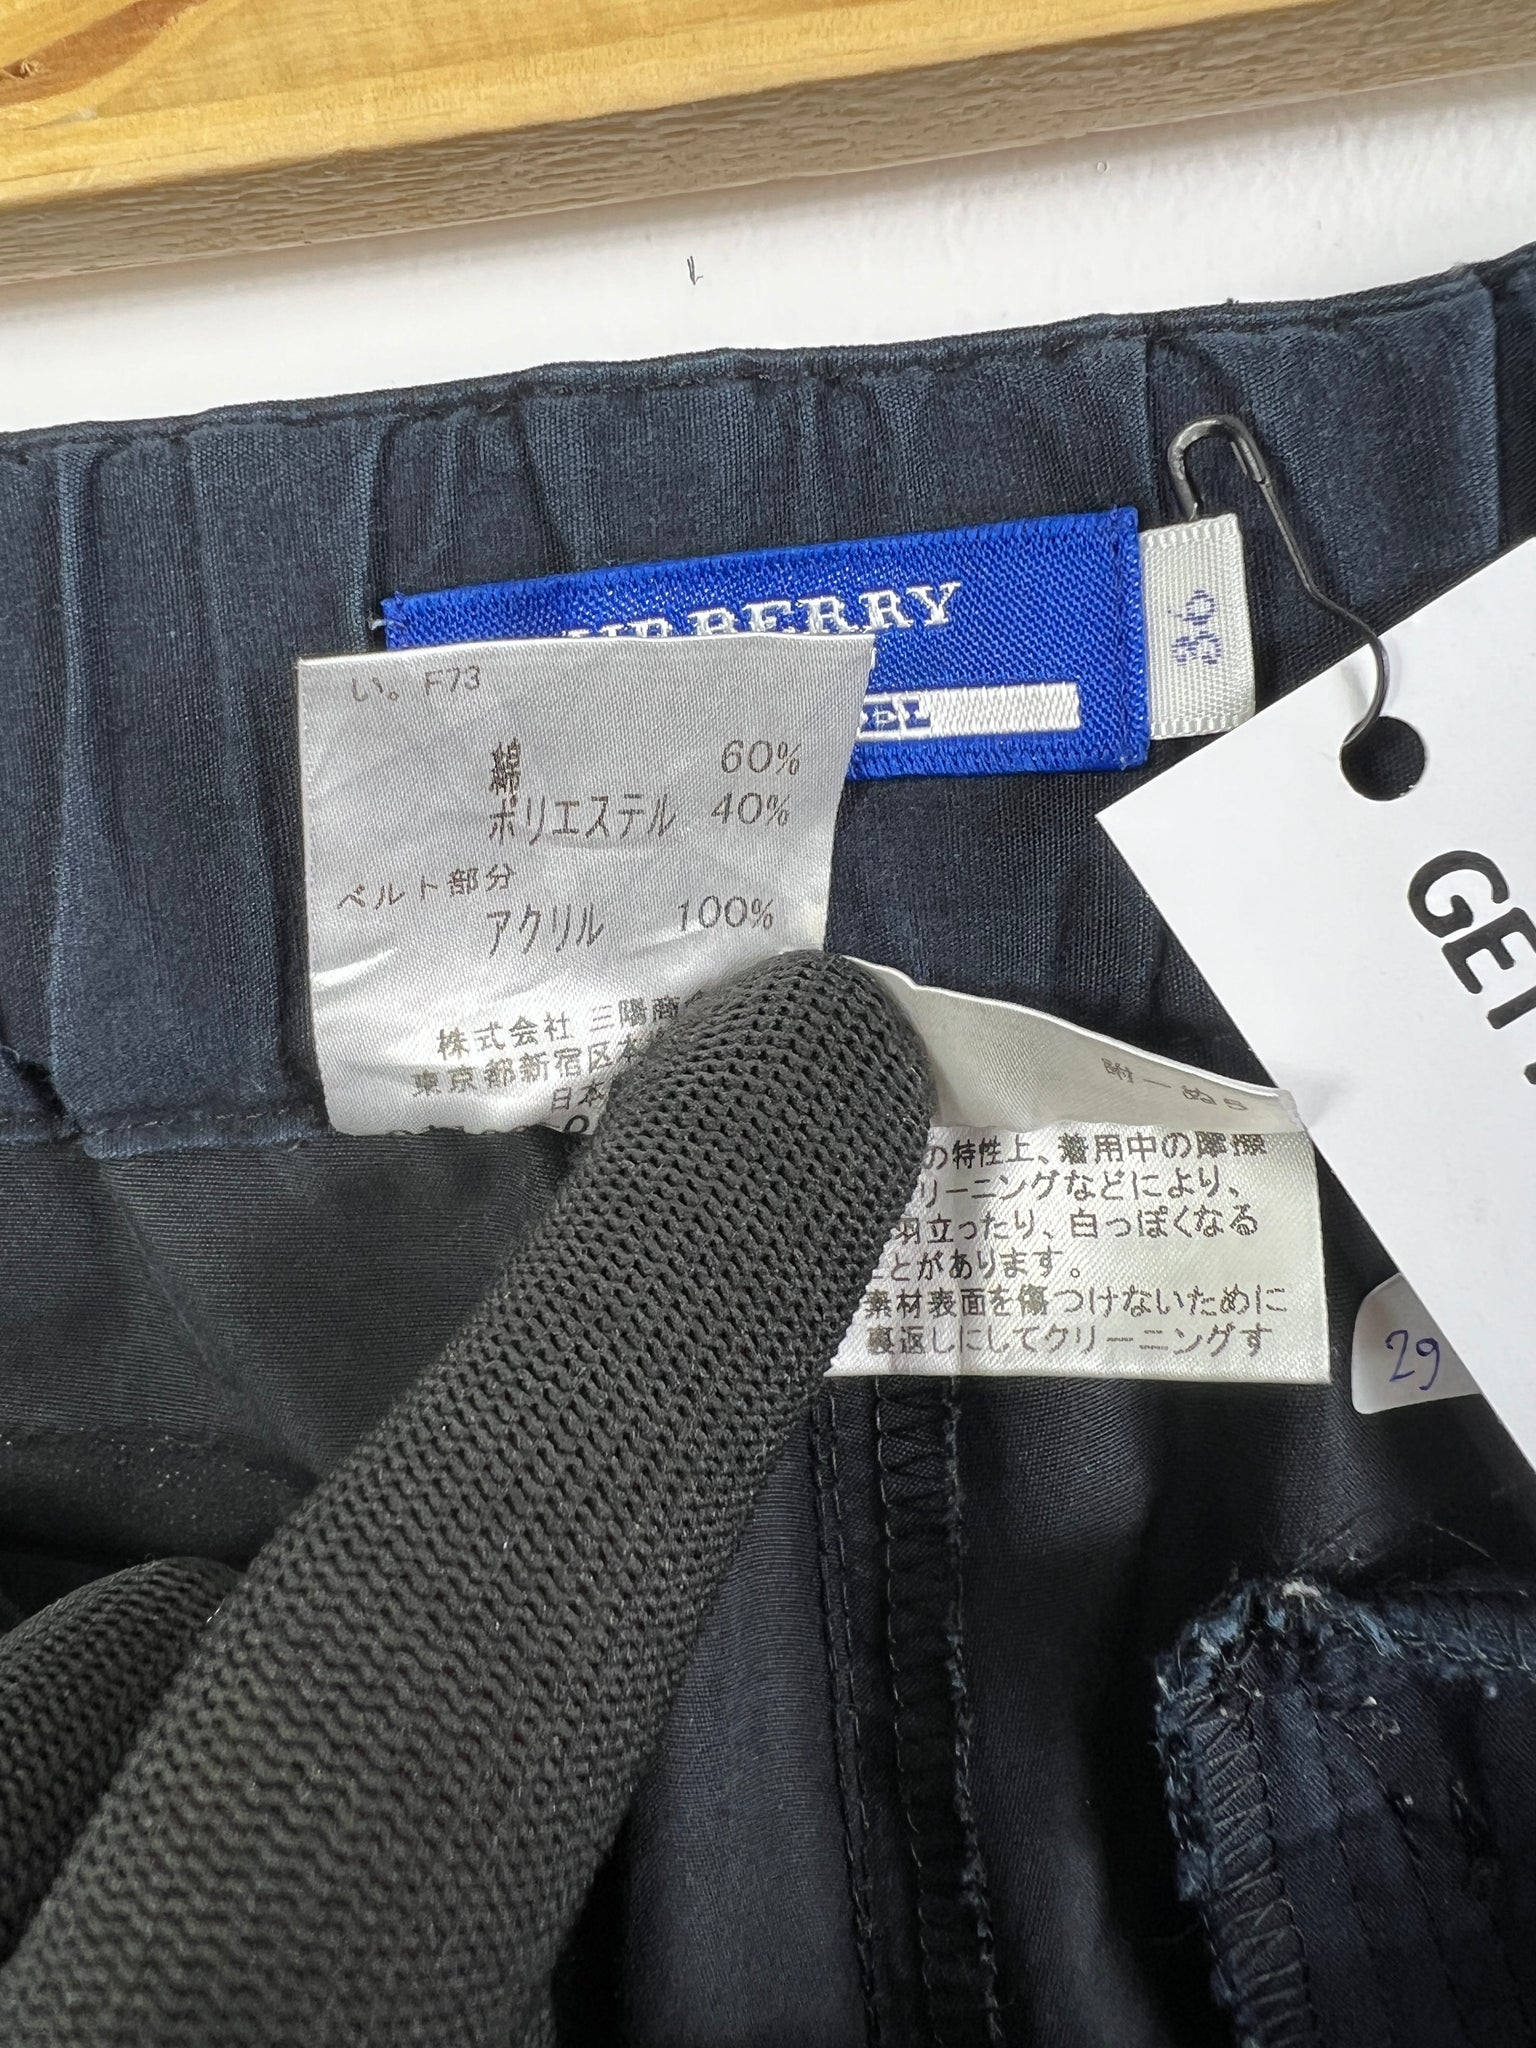 BURBERRY
36
い。F73
綿 60%
ポリエステル 40%
ベルト部分
アクリル 100%
株式会社 三陽商
東京都新宿区本
日本
の特性上、着用中の摩擦
リーニングなどにより、
羽立ったり、白っぽくなる
ことがあります。
素材表面を傷つけないために
裏返しにしてクリーニングす
29